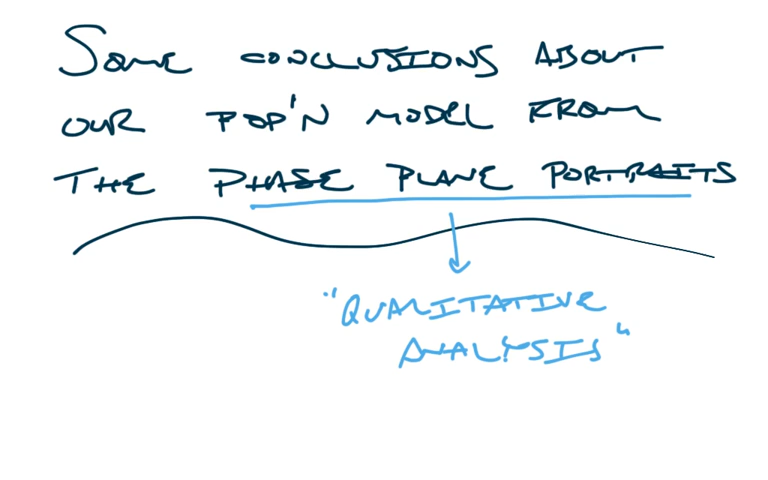 SOME CONCLUSIONS ABOUT
OUR POP'N MODEL FROM
THE PHASE PLANE PORTRAITS
"QUALITATIVE
ANALYSIS"